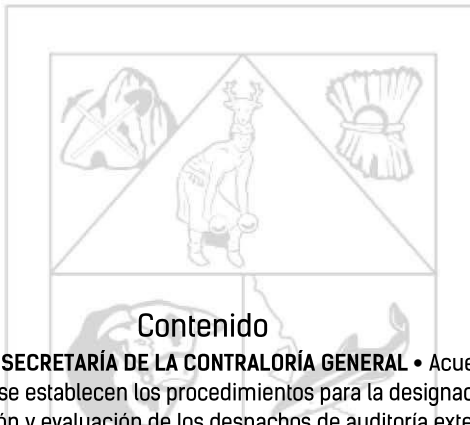 Contenido
SECRETARÍA DE LA CONTRALORÍA GENERAL • Acue
se establecen los procedimientos para la designac
ón y evaluación de los despachos de auditoría exte